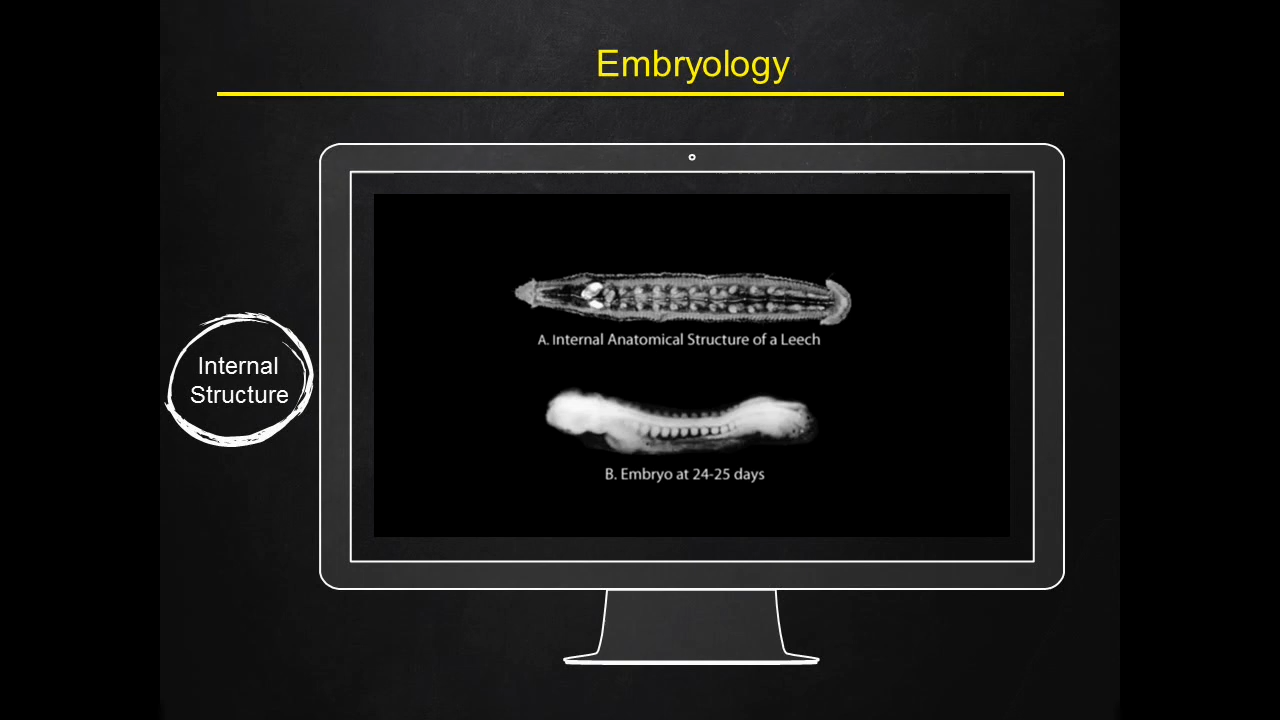 Embryology
Internal
Structure
A. Internal Anatomical Structure of a Leech
B. Embryo at 24-25 days